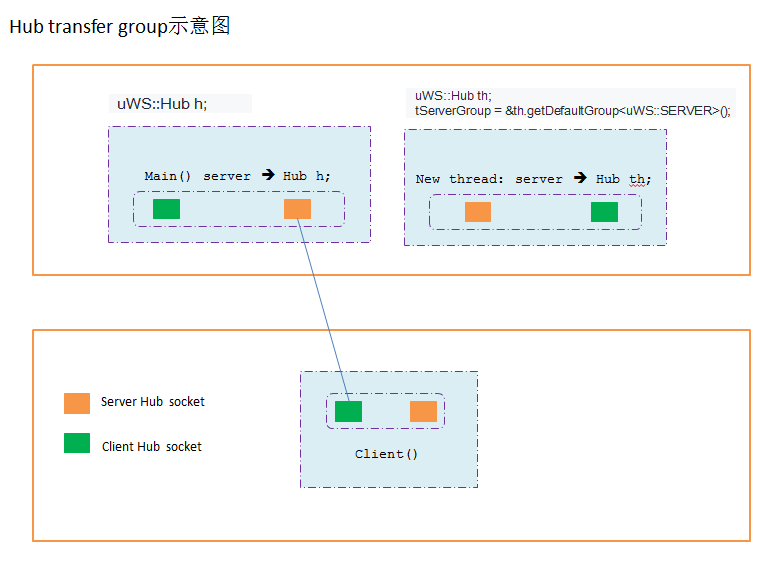 Hub transfer group示意图
uWS::Hub h;
uWS::Hub th;
tServerGroup = &th.getDefaultGroup<uWS::SERVER>();
Main() server ➔ Hub h;
New thread: server ➔ Hub th;
Server Hub socket
Client Hub socket
Client()